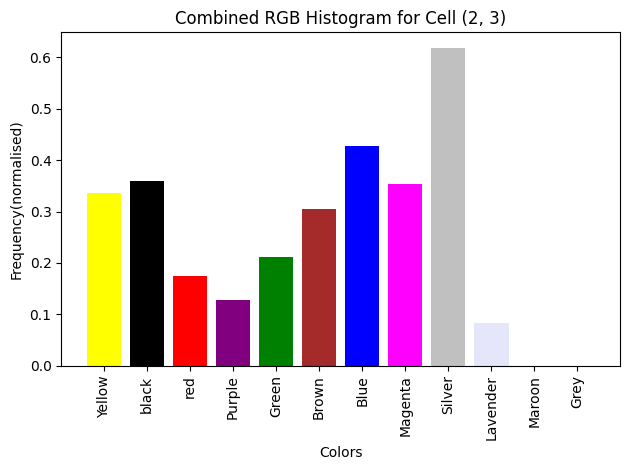 Combined RGB Histogram for Cell (2, 3)
Frequency(normalised)
0.6
0.5
0.4
0.3
0.2
0.1
0.0
Yellow
black
red
Purple
Green
Brown
Blue
Magenta
Silver
Lavender
Maroon
Grey
Colors